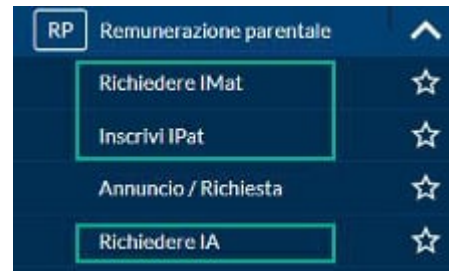 RP Remunerazione parentale
Richiedere IMat
Inscrivi IPat
Annuncio / Richiesta
Richiedere IA